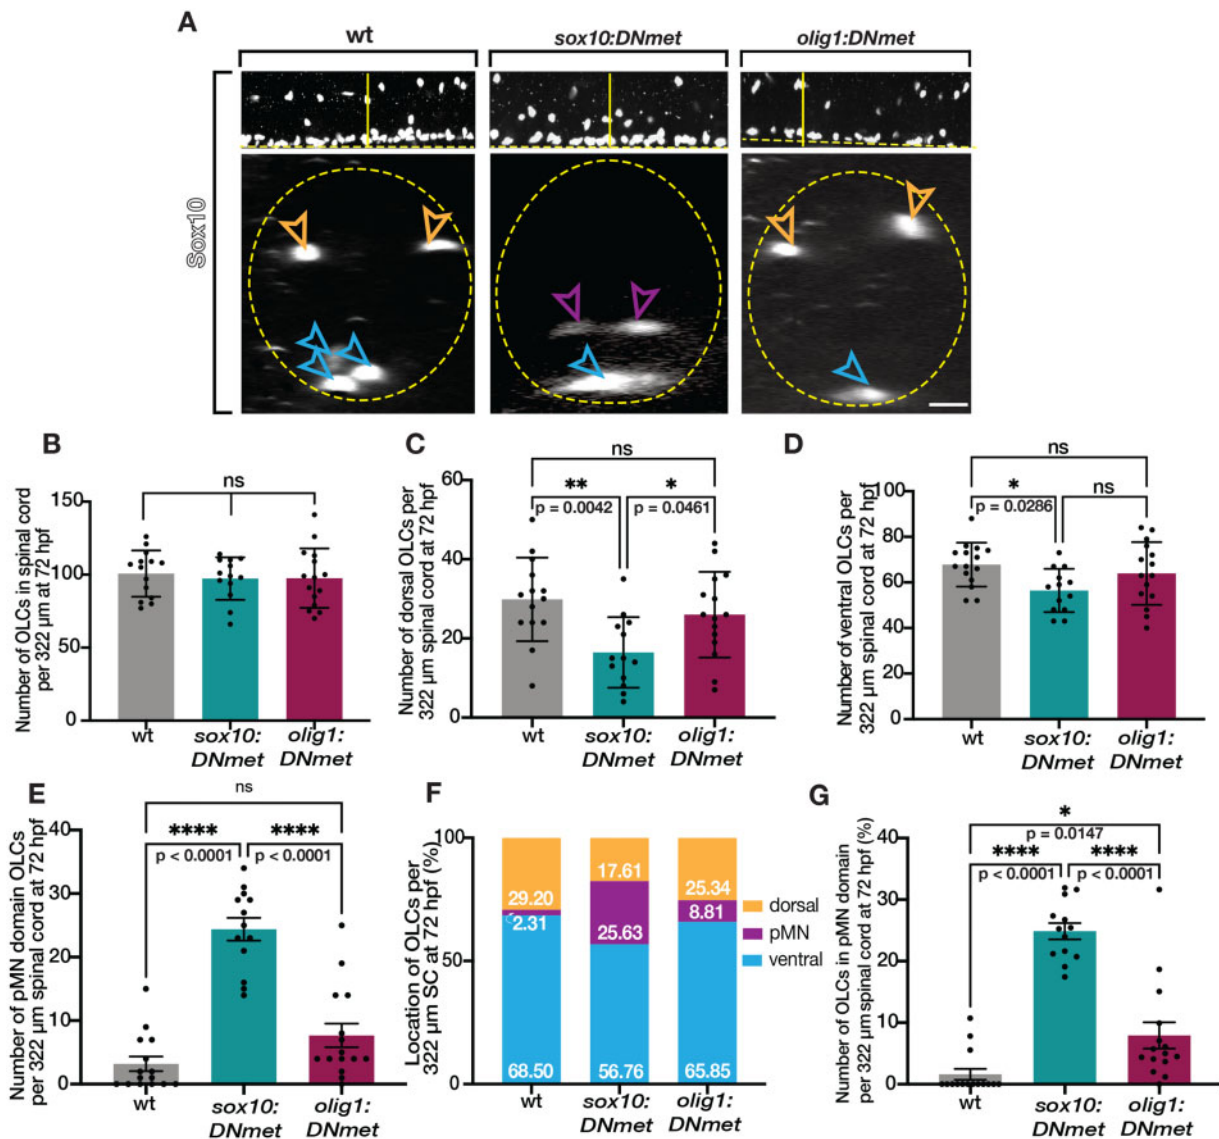 A
wt
sox10:DNmet
olig1:DNmet
Sox10
B
Number of OLCs in spinal cord
per 322 µm at 72 hpf
150
100
50
0
ns
wt
sox10:
DNmet
olig1:
DNmet
C
Number of dorsal OLCs per
322 µm spinal cord at 72 hpf
60
40
20
0
ns
** *
p = 0.0042 p = 0.0461
wt
sox10:
DNmet
olig1:
DNmet
D
Number of ventral OLCs per
322 µm spinal cord at 72 hpf
100
80
60
40
20
0
ns
* ns
p = 0.0286
wt
sox10:
DNmet
olig1:
DNmet
E
Number of pMN domain OLCs
per 322 µm spinal cord at 72 hpf
40
30
20
10
0
ns
**** ****
p < 0.0001 p < 0.0001
wt
sox10:
DNmet
olig1:
DNmet
F
Location of OLCs per
322 µm SC at 72 hpf (%)
100
50
0
29.20 17.61 25.34
2.31 25.63 8.81
68.50 56.76 65.85
wt
sox10:
DNmet
olig1:
DNmet
dorsal
pMN
ventral
G
Number of OLCs in pMN domain
per 322 µm spinal cord at 72 hpf (%)
40
30
20
10
0
*
p = 0.0147
**** ****
p < 0.0001 p < 0.0001
wt
sox10:
DNmet
olig1:
DNmet